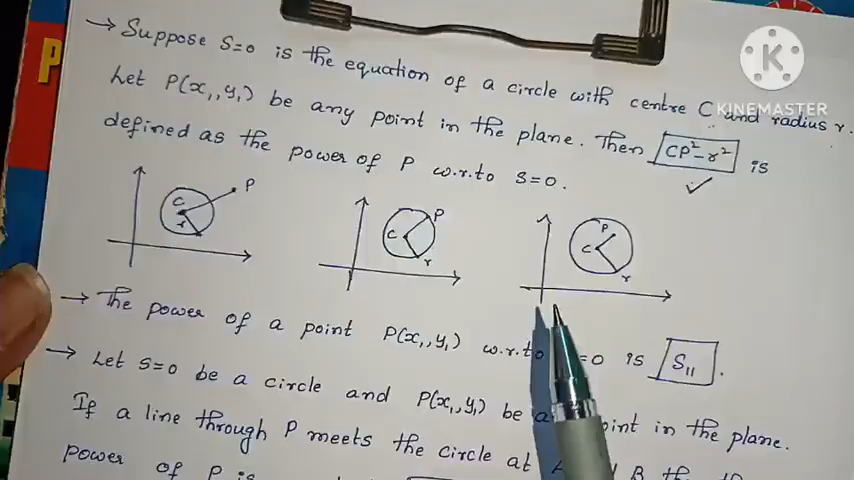 P
K
KINEMASTER
→ Suppose S=0 is the equation of a circle with centre C and radius r.
Let P(x₁, y₁) be any point in the plane. Then CP²-r² is
defined as the power of P w.r.to S=0.
C P r
C P r
C P r
→ The power of a point P(x₁, y₁) w.r.to =0 is S₁₁.
→ Let S=0 be a circle and P(x₁, y₁) be a point in the plane.
If a line through P meets the circle at A B
power of P is